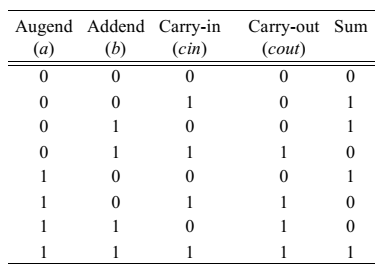 Augend Addend Carry-in Carry-out Sum
(a) (b) (cin) (cout)
0 0 0 0 0
0 0 1 0 1
0 1 0 0 1
0 1 1 1 0
1 0 0 0 1
1 0 1 1 0
1 1 0 1 0
1 1 1 1 1